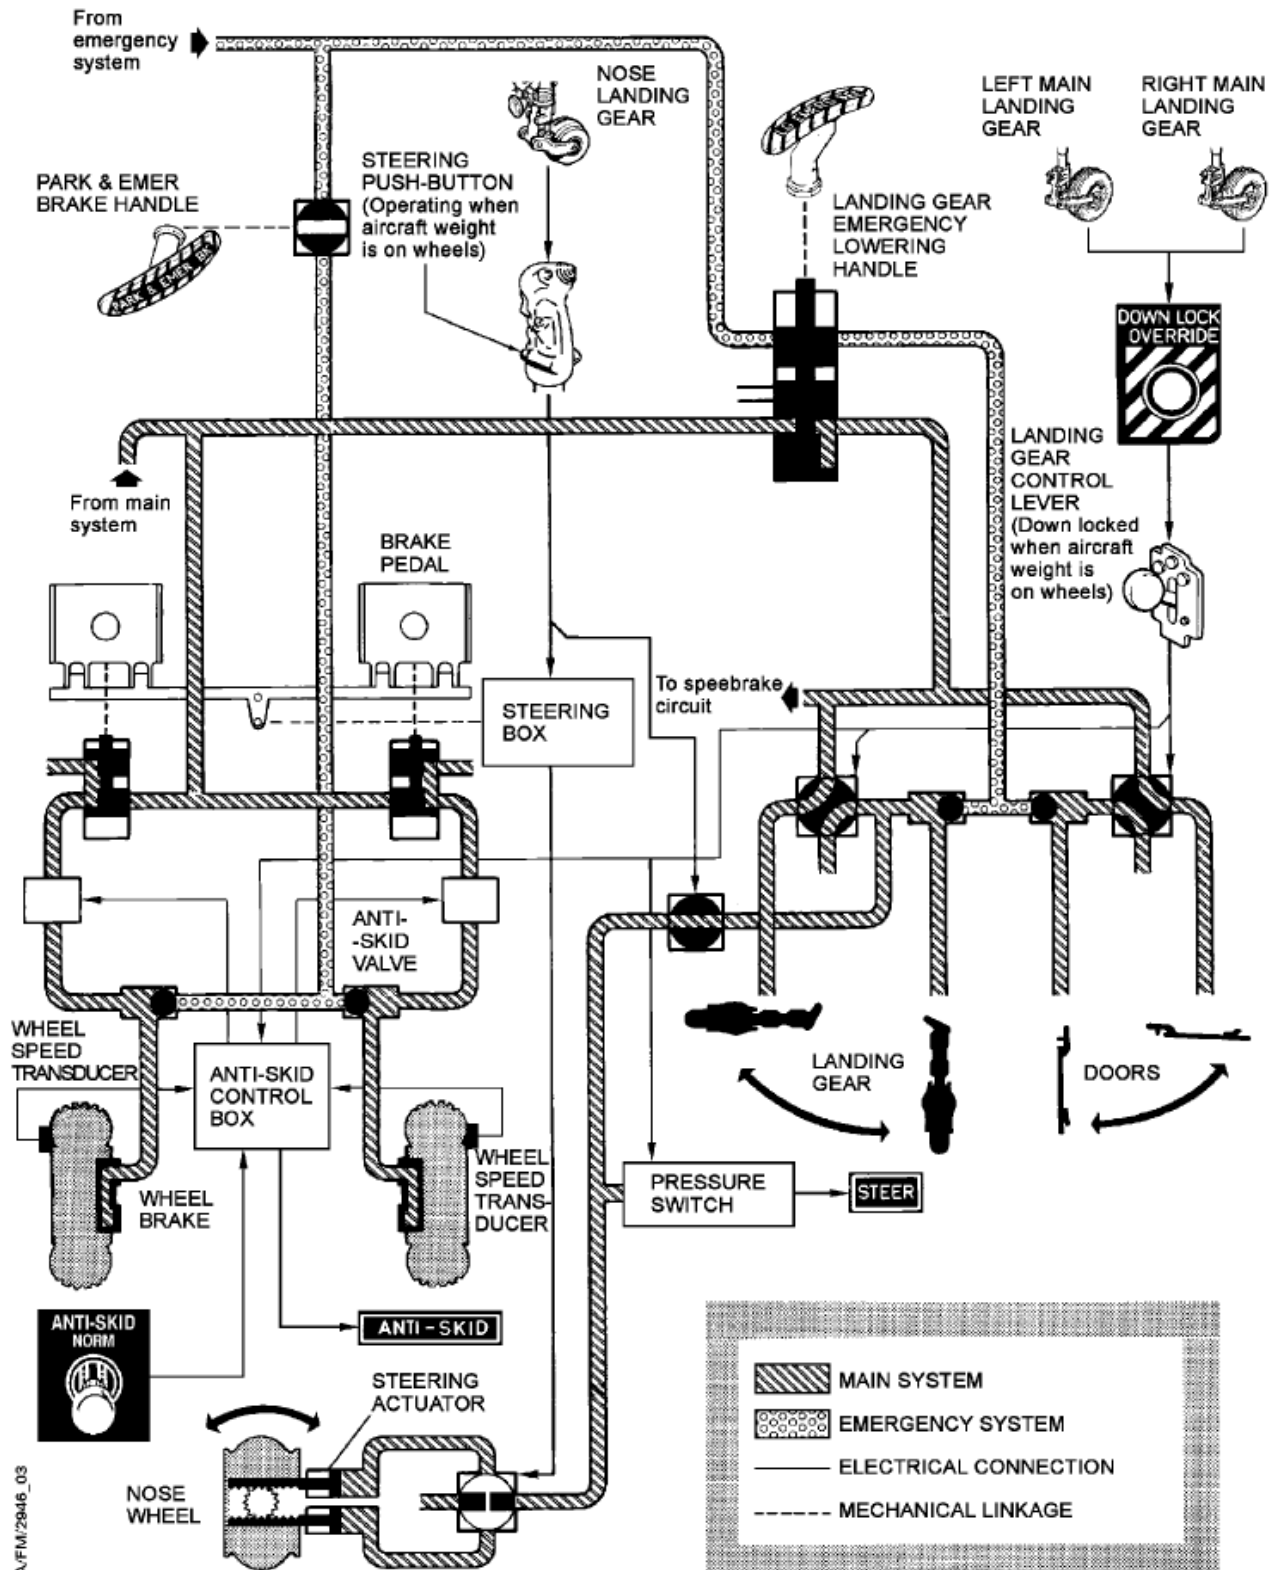 From
emergency
system
NOSE
LANDING
GEAR
LEFT MAIN
LANDING
GEAR
RIGHT MAIN
LANDING
GEAR
PARK & EMER
BRAKE HANDLE
STEERING
PUSH-BUTTON
(Operating when
aircraft weight
is on wheels)
LANDING GEAR
EMERGENCY
LOWERING
HANDLE
PARK & EMER BK
DOWN LOCK
OVERRIDE
From main
system
LANDING
GEAR
CONTROL
LEVER
(Down locked
when aircraft
weight is
on wheels)
BRAKE
PEDAL
STEERING
BOX
To speebrake
circuit
ANTI-
-SKID
VALVE
WHEEL
SPEED
TRANSDUCER
ANTI-SKID
CONTROL
BOX
LANDING
GEAR
DOORS
WHEEL
BRAKE
WHEEL
SPEED
TRANS-
DUCER
PRESSURE
SWITCH
STEER
ANTI-SKID
NORM
ANTI - SKID
STEERING
ACTUATOR
NOSE
WHEEL
MAIN SYSTEM
EMERGENCY SYSTEM
ELECTRICAL CONNECTION
MECHANICAL LINKAGE
A/FM/2946_03